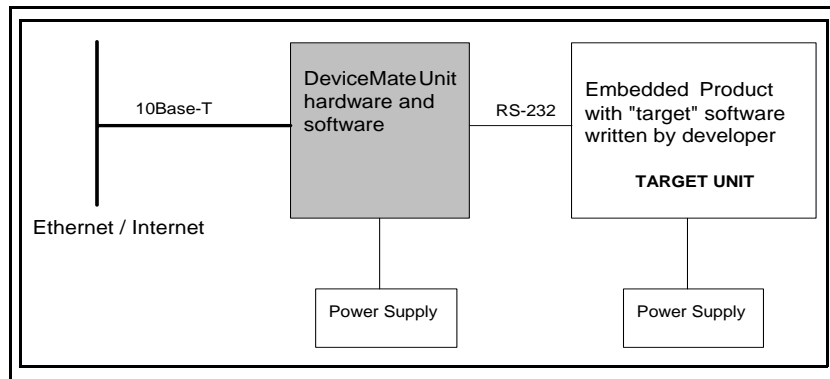 DeviceMate Unit
hardware and
software
10Base-T
RS-232
Embedded Product
with "target" software
written by developer
TARGET UNIT
Ethernet / Internet
Power Supply
Power Supply